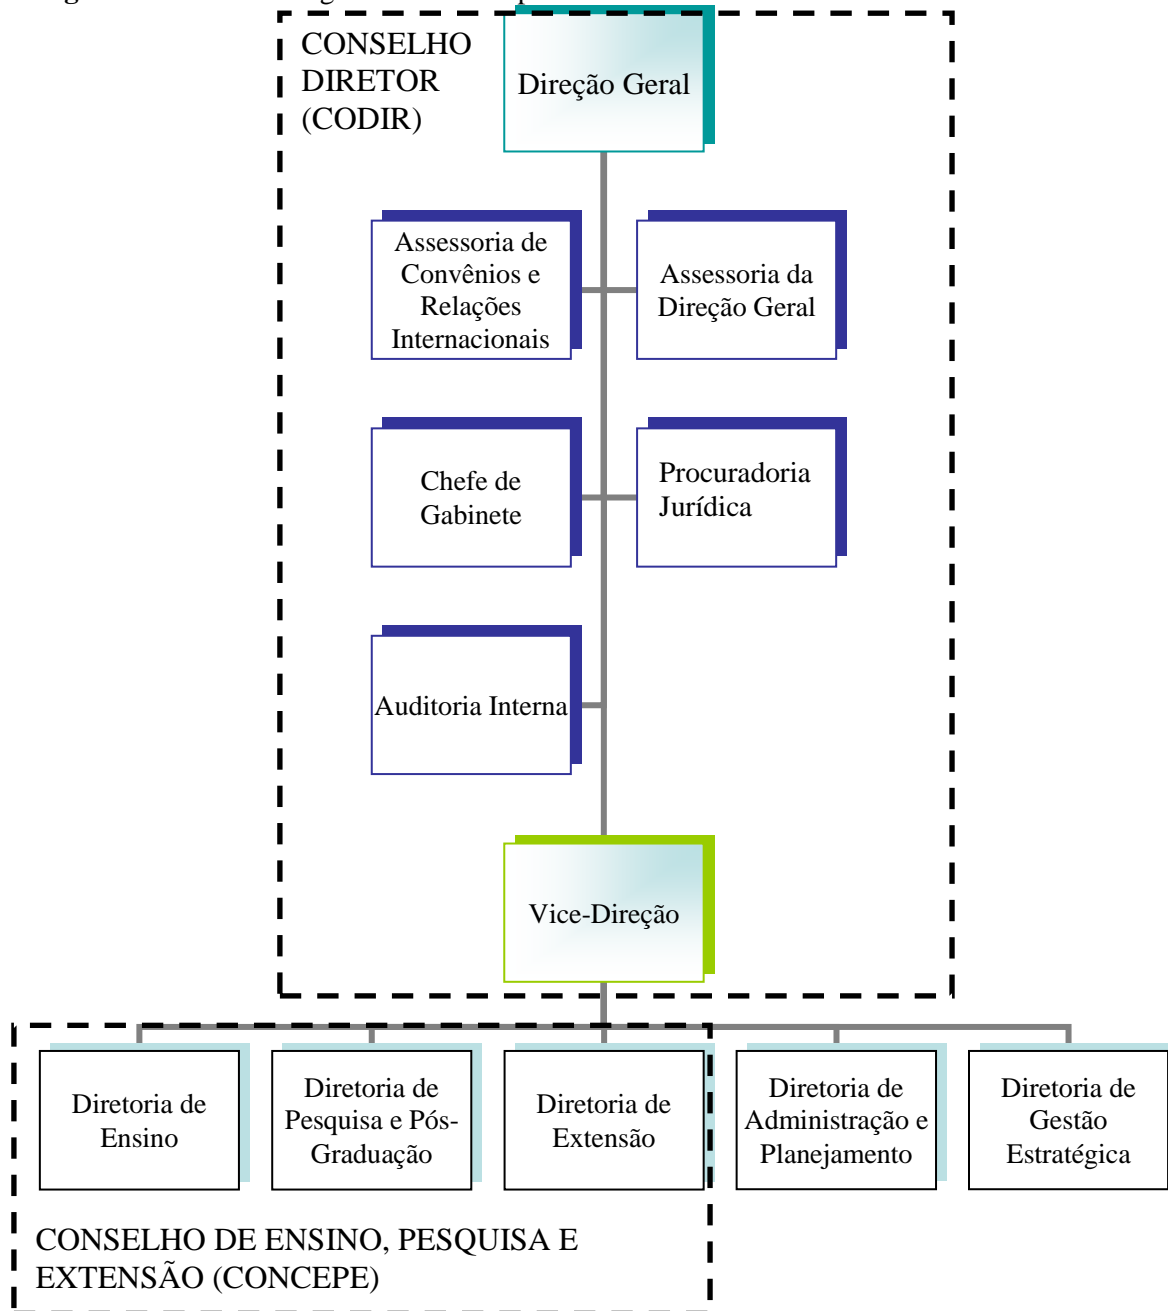 CONSELHO
DIRETOR
(CODIR)
Direção Geral
Assessoria de
Convênios e
Relações
Internacionais
Assessoria da
Direção Geral
Chefe de
Gabinete
Procuradoria
Jurídica
Auditoria Interna
Vice-Direção
Diretoria de
Ensino
Diretoria de
Pesquisa e Pós-
Graduação
Diretoria de
Extensão
Diretoria de
Administração e
Planejamento
Diretoria de
Gestão
Estratégica
CONSELHO DE ENSINO, PESQUISA E
EXTENSÃO (CONCEPE)